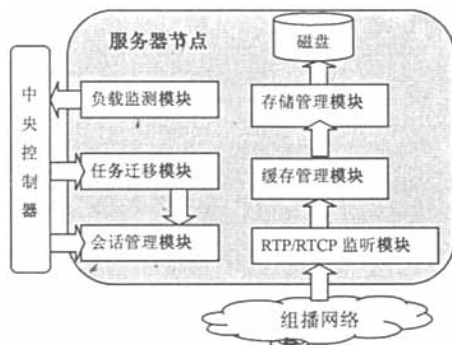 服务器节点
磁盘
中央控制器
负载监测模块
存储管理模块
任务迁移模块
缓存管理模块
会话管理模块
RTP/RTCP 监听模块
组播网络